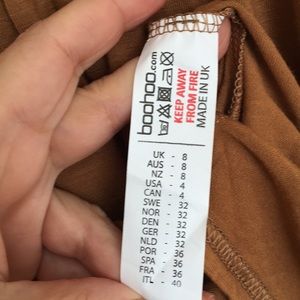 boohoo.com
KEEP AWAY
FROM FIRE
MADE IN UK
UK - 8
AUS - 8
NZ - 8
USA - 4
CAN - 4
SWE - 32
NOR - 32
DEN - 32
GER - 32
NLD - 32
POR - 36
SPA - 36
FRA - 36
ITL - 40